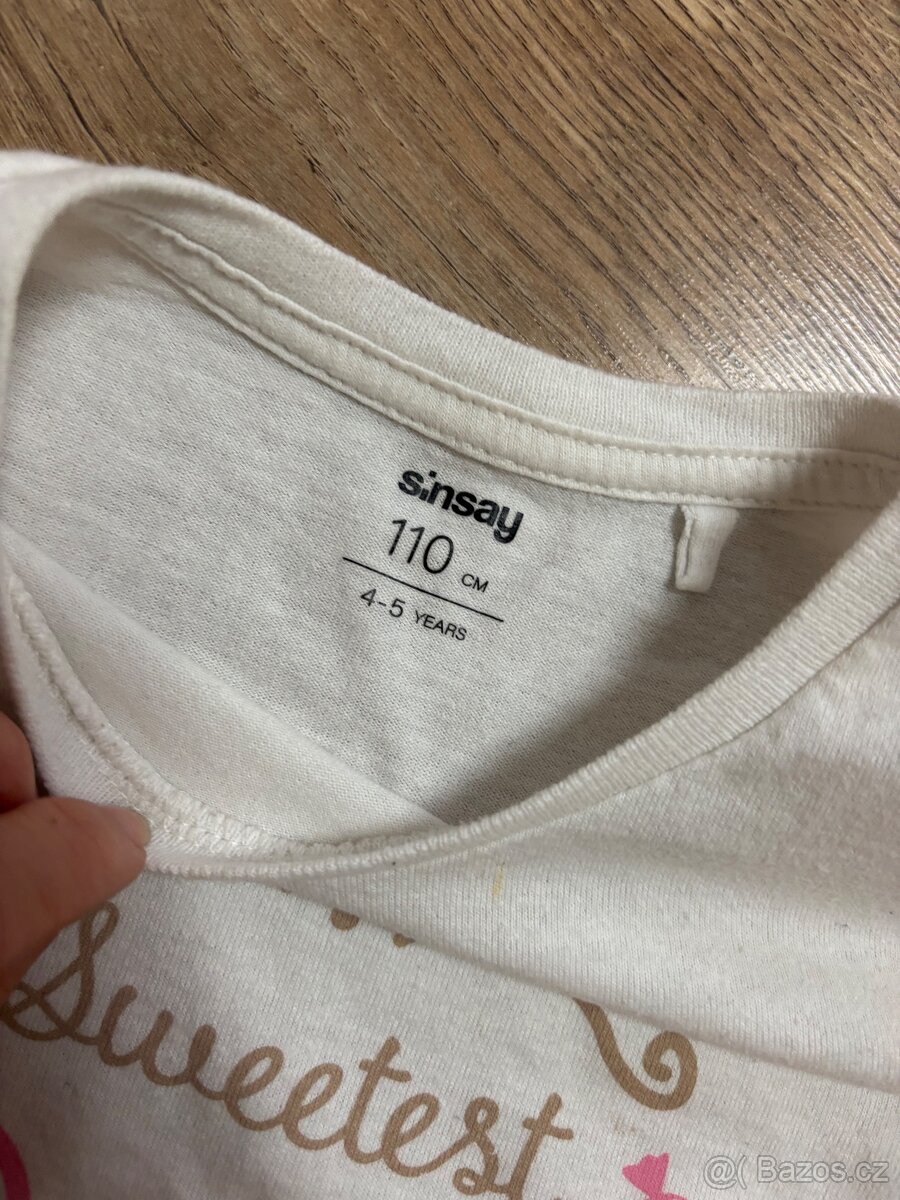 sinsay
110 CM
4-5 YEARS
Sweetest
@( Bazos.cz